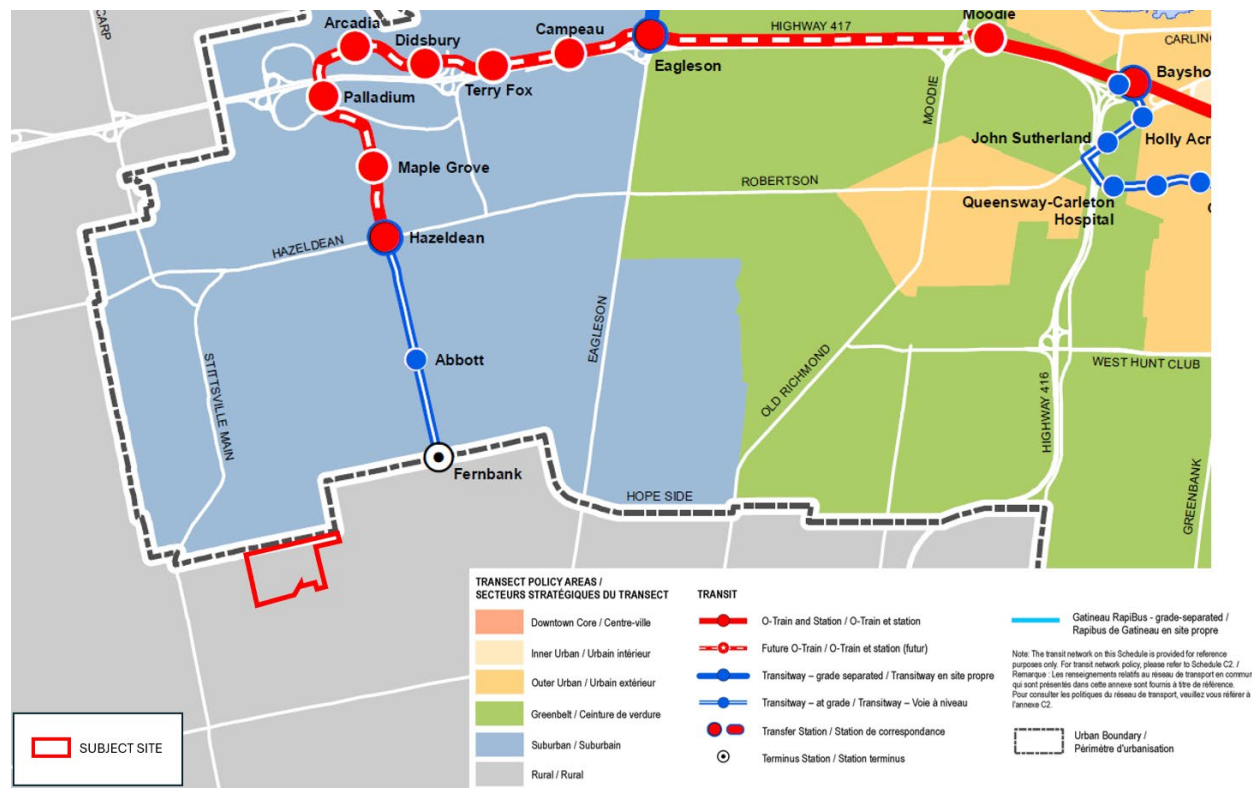 CARP
Arcadia
Didsbury
Campeau
HIGHWAY 417
Moodie
CARLIN
Eagleson
Terry Fox
Baysho
Palladium
MOODIE
John Sutherland
Holly Acr
Maple Grove
ROBERTSON
Queensway-Carleton
Hospital
HAZELDEAN
Hazeldean
EAGLESON
STITTSVILLE MAIN
Abbott
OLD RICHMOND
WEST HUNT CLUB
HIGHWAY 416
Fernbank
HOPE SIDE
GREENBANK
TRANSECT POLICY AREAS /
SECTEURS STRATÉGIQUES DU TRANSECT
Downtown Core / Centre-ville
Inner Urban / Urbain intérieur
Outer Urban / Urbain extérieur
Greenbelt / Ceinture de verdure
Suburban / Suburbain
Rural / Rural
TRANSIT
O-Train and Station / O-Train et station
Future O-Train / O-Train et station (futur)
Transitway – grade separated / Transitway en site propre
Transitway – at grade / Transitway – Voie à niveau
Transfer Station / Station de correspondance
Terminus Station / Station terminus
Gatineau RapiBus - grade-separated /
Rapibus de Gatineau en site propre
Note: The transit network on this Schedule is provided for reference
purposes only. For transit network policy, please refer to Schedule C2. /
Remarque : Les renseignements relatifs au réseau de transport en commun
qui sont présentés dans cette annexe sont fournis à titre de référence.
Pour consulter les politiques du réseau de transport, veuillez vous référer à
l'annexe C2.
Urban Boundary /
Périmètre d'urbanisation
SUBJECT SITE